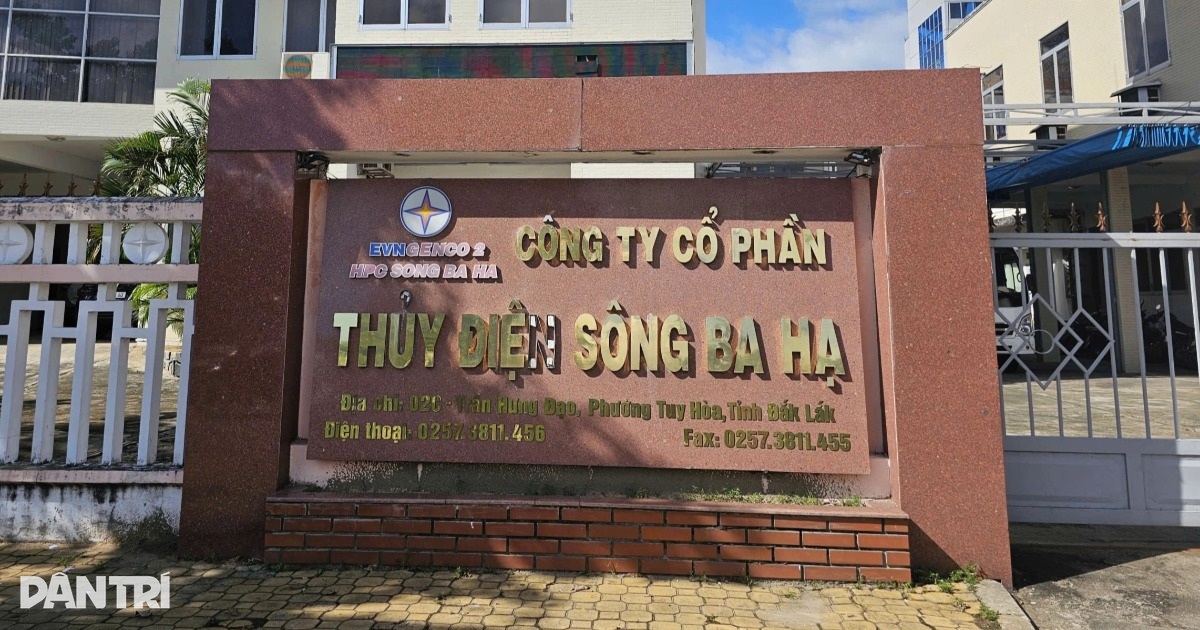 EVNGENCO 2
HPC SONG BA HA
CÔNG TY CỔ PHẦN
THỦY ĐIỆN SÔNG BA HẠ
Địa chỉ: 02C - Trần Hưng Đạo, Phường Tuy Hòa, Tỉnh Đắk Lắk
Điện thoại: 0257.3811.456
Fax: 0257.3811.455
DÂN TRÍ